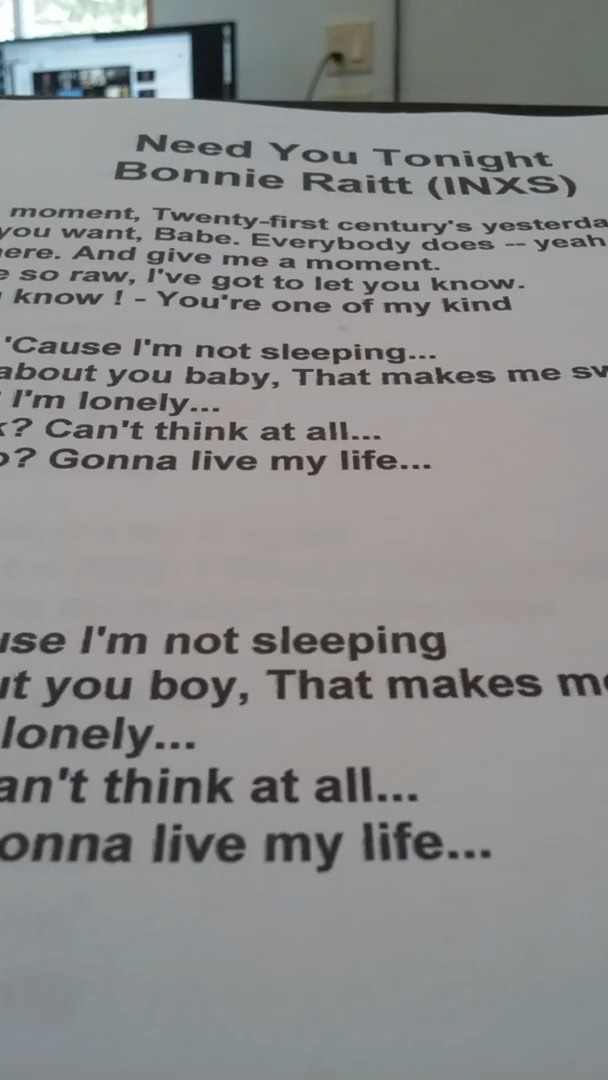 Need You Tonight
Bonnie Raitt (INXS)
moment, Twenty-first century's yesterda
you want, Babe. Everybody does -- yeah
ere. And give me a moment.
e so raw, I've got to let you know.
know ! - You're one of my kind
'Cause I'm not sleeping...
about you baby, That makes me sw
I'm lonely...
? Can't think at all...
? Gonna live my life...
use I'm not sleeping
ut you boy, That makes me
lonely...
an't think at all...
onna live my life...